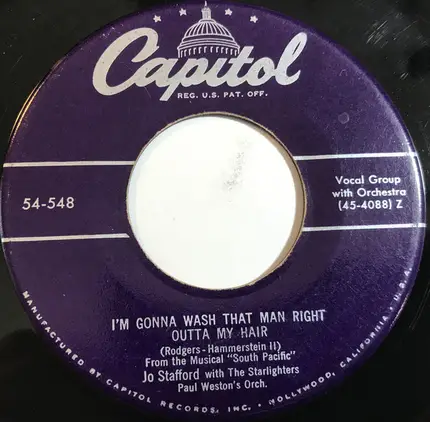 Capitol
REG. U.S. PAT. OFF.
54-548
Vocal Group
with Orchestra
(45-4088) Z
I'M GONNA WASH THAT MAN RIGHT
OUTTA MY HAIR
(Rodgers-Hammerstein II)
From the Musical "South Pacific"
Jo Stafford with The Starlighters
Paul Weston's Orch.
MANUFACTURED BY CAPITOL RECORDS, INC. • HOLLYWOOD, CALIFORNIA • U.S.A.